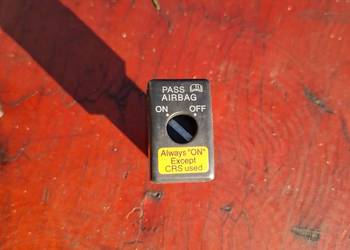 PASS
AIRBAG
ON OFF
Always "ON"
Except
CRS used